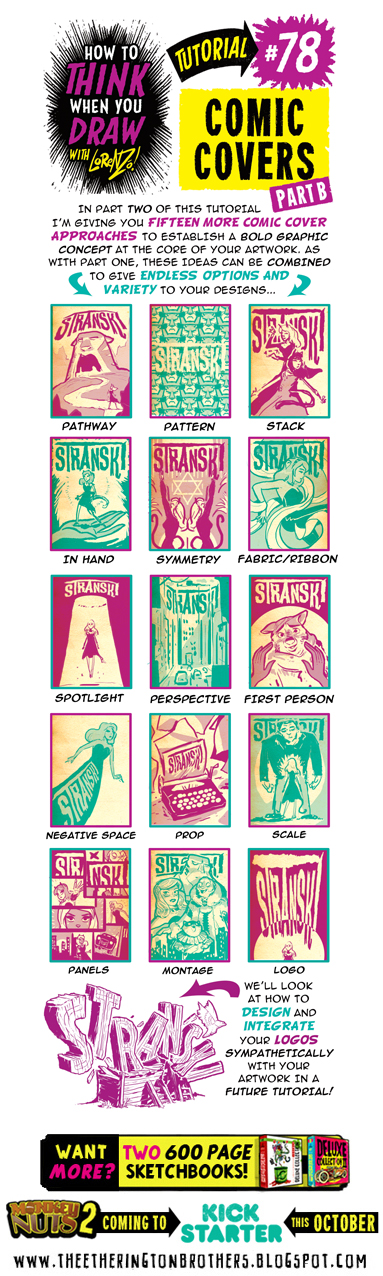 HOW TO
THINK
WHEN YOU
DRAW
WITH LORENZO!
TUTORIAL
#78
COMIC
COVERS
PART B
IN PART TWO OF THIS TUTORIAL
I'M GIVING YOU FIFTEEN MORE COMIC COVER
APPROACHES TO ESTABLISH A BOLD GRAPHIC
CONCEPT AT THE CORE OF YOUR ARTWORK. AS
WITH PART ONE, THESE IDEAS CAN BE COMBINED
TO GIVE ENDLESS OPTIONS AND
VARIETY TO YOUR DESIGNS...
STRANSKI
STRANSKI
STRANSKI
PATHWAY
PATTERN
STACK
STRANSKI
STRANSKI
STRANSKI
IN HAND
SYMMETRY
FABRIC/RIBBON
STRANSKI
STRANSKI
STRANSKI
SPOTLIGHT
PERSPECTIVE
FIRST PERSON
STRANSKI
STRANSKI
STRANSKI
NEGATIVE SPACE
PROP
SCALE
STRANSKI
STRANSKI
STRANSKI
PANELS
MONTAGE
LOGO
STRANGE
WE'LL LOOK
AT HOW TO
DESIGN AND
INTEGRATE
YOUR LOGOS
SYMPATHETICALLY
WITH YOUR
ARTWORK IN A
FUTURE TUTORIAL!
WANT
MORE?
TWO 600 PAGE
SKETCHBOOKS!
DELUXE
COLLECTION
MONKEY
NUTS 2
COMING TO
KICK
STARTER
THIS OCTOBER
WWW.THEETHERINGTONBROTHERS.BLOGSPOT.COM